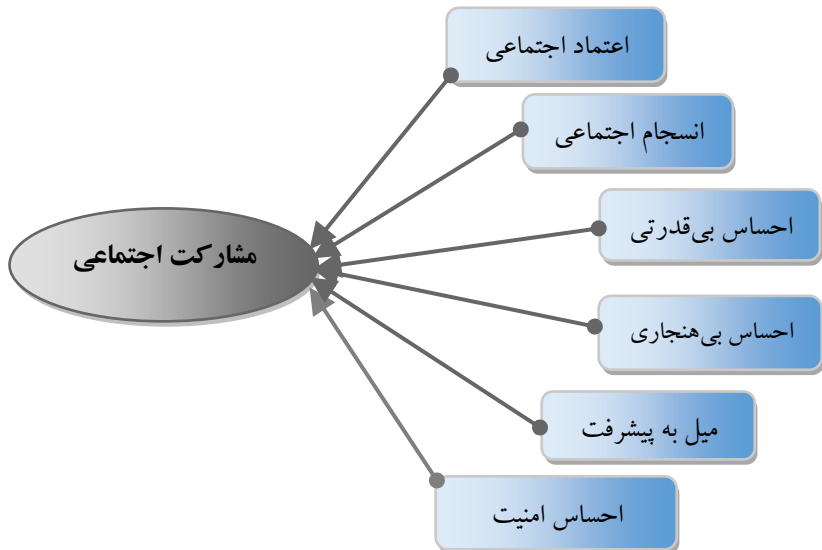 اعتماد اجتماعی
انسجام اجتماعی
احساس بی‌قدرتی
مشارکت اجتماعی
احساس بی‌هنجاری
میل به پیشرفت
احساس امنیت